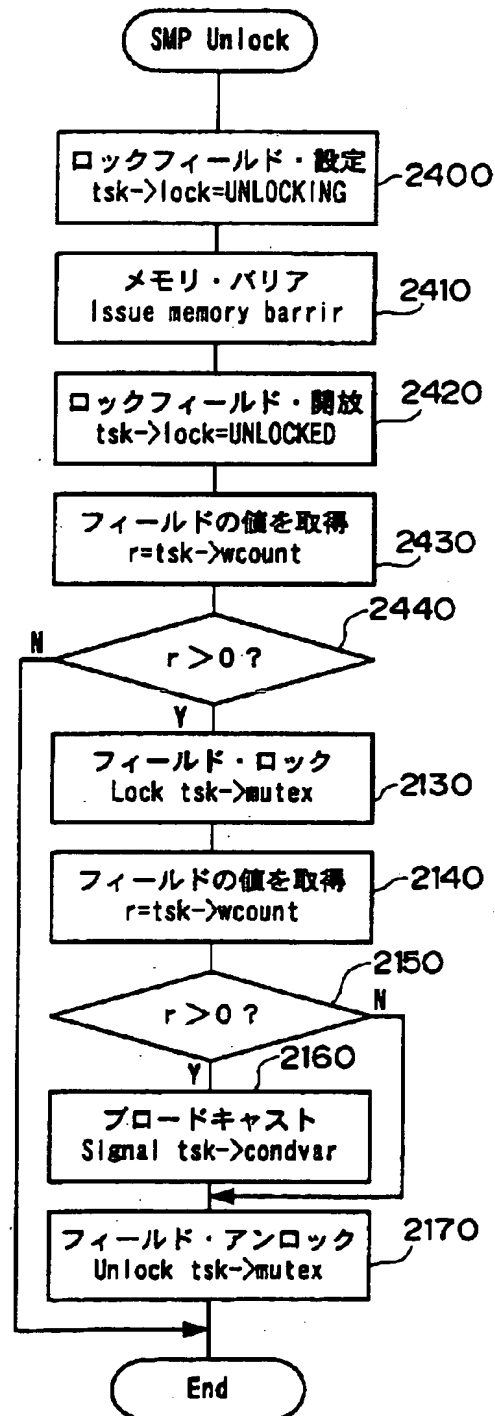 SMP Unlock
ロックフィールド・設定
tsk->lock=UNLOCKING
2400
メモリ・バリア
Issue memory barrir
2410
ロックフィールド・開放
tsk->lock=UNLOCKED
2420
フィールドの値を取得
r=tsk->wcount
2430
2440
N
r>0?
Y
フィールド・ロック
Lock tsk->mutex
2130
フィールドの値を取得
r=tsk->wcount
2140
2150
r>0?
N
Y
2160
ブロードキャスト
Signal tsk->condvar
フィールド・アンロック
Unlock tsk->mutex
2170
End